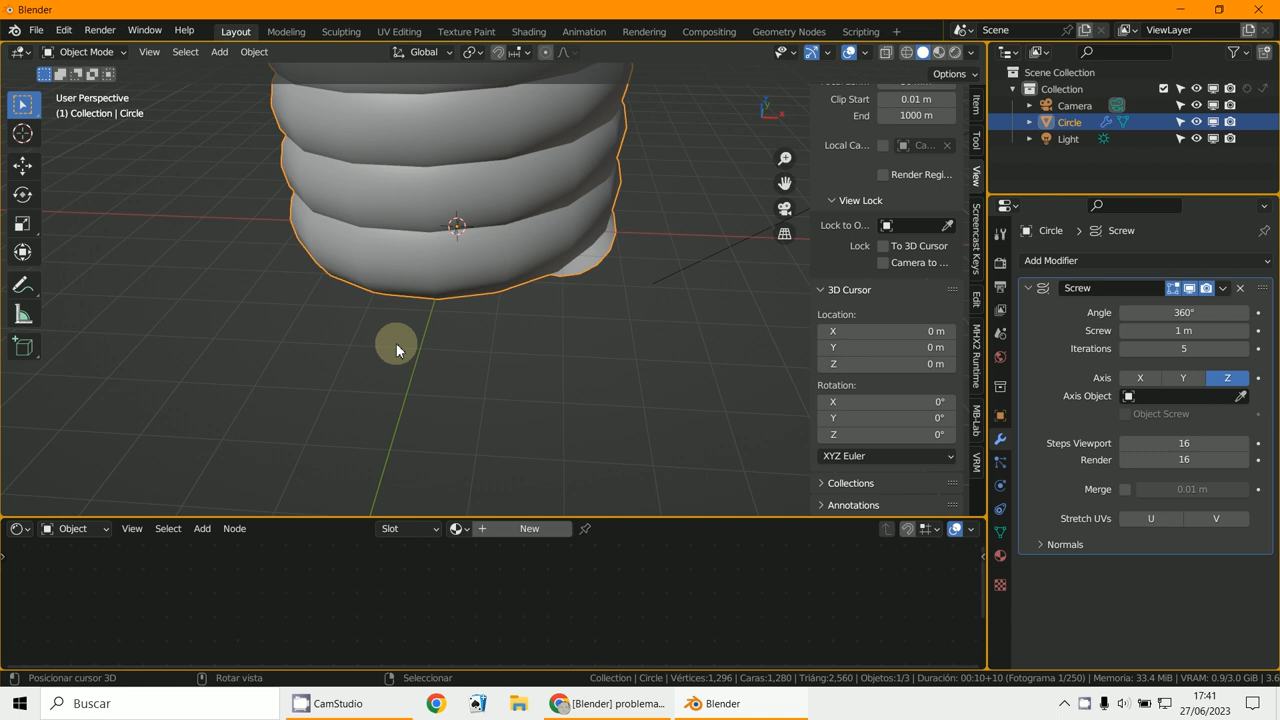 Blender
File Edit Render Window Help Layout Modeling Sculpting UV Editing Texture Paint Shading Animation Rendering Compositing Geometry Nodes Scripting + Scene ViewLayer
Object Mode View Select Add Object Global
Options
User Perspective
(1) Collection | Circle
Clip Start 0.01 m
End 1000 m
Local Ca... Ca...
Render Regi...
View Lock
Lock to O...
Lock To 3D Cursor
Camera to ...
3D Cursor
Location:
X 0 m
Y 0 m
Z 0 m
Rotation:
X 0°
Y 0°
Z 0°
XYZ Euler
Collections
Annotations
Item
Tool
View
Screencast Keys
Edit
MHX2 Runtime
MB-Lab
VRM
Scene Collection
Collection
Camera
Circle
Light
Circle > Screw
Add Modifier
Screw
Angle 360°
Screw 1 m
Iterations 5
Axis X Y Z
Axis Object
Object Screw
Steps Viewport 16
Render 16
Merge 0.01 m
Stretch UVs U V
Normals
Object View Select Add Node Slot + New
Posicionar cursor 3D Rotar vista Seleccionar Collection | Circle | Vértices:1,296 | Caras:1,280 | Triáng:2,560 | Objetos:1/3 | Duración: 00:10+10 (Fotograma 1/250) | Memoria: 33.4 MiB | VRAM: 0.9/3.0 GiB | 3.6
Buscar CamStudio [Blender] problema... Blender 17:41
27/06/2023